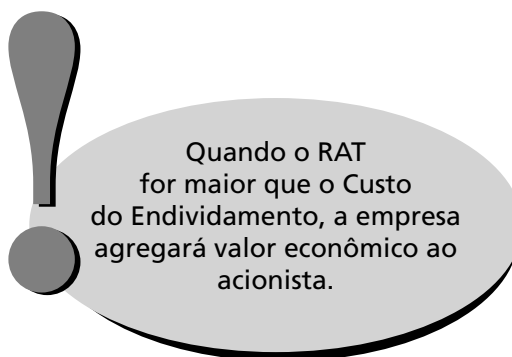 Quando o RAT
for maior que o Custo
do Endividamento, a empresa
agregará valor econômico ao
acionista.